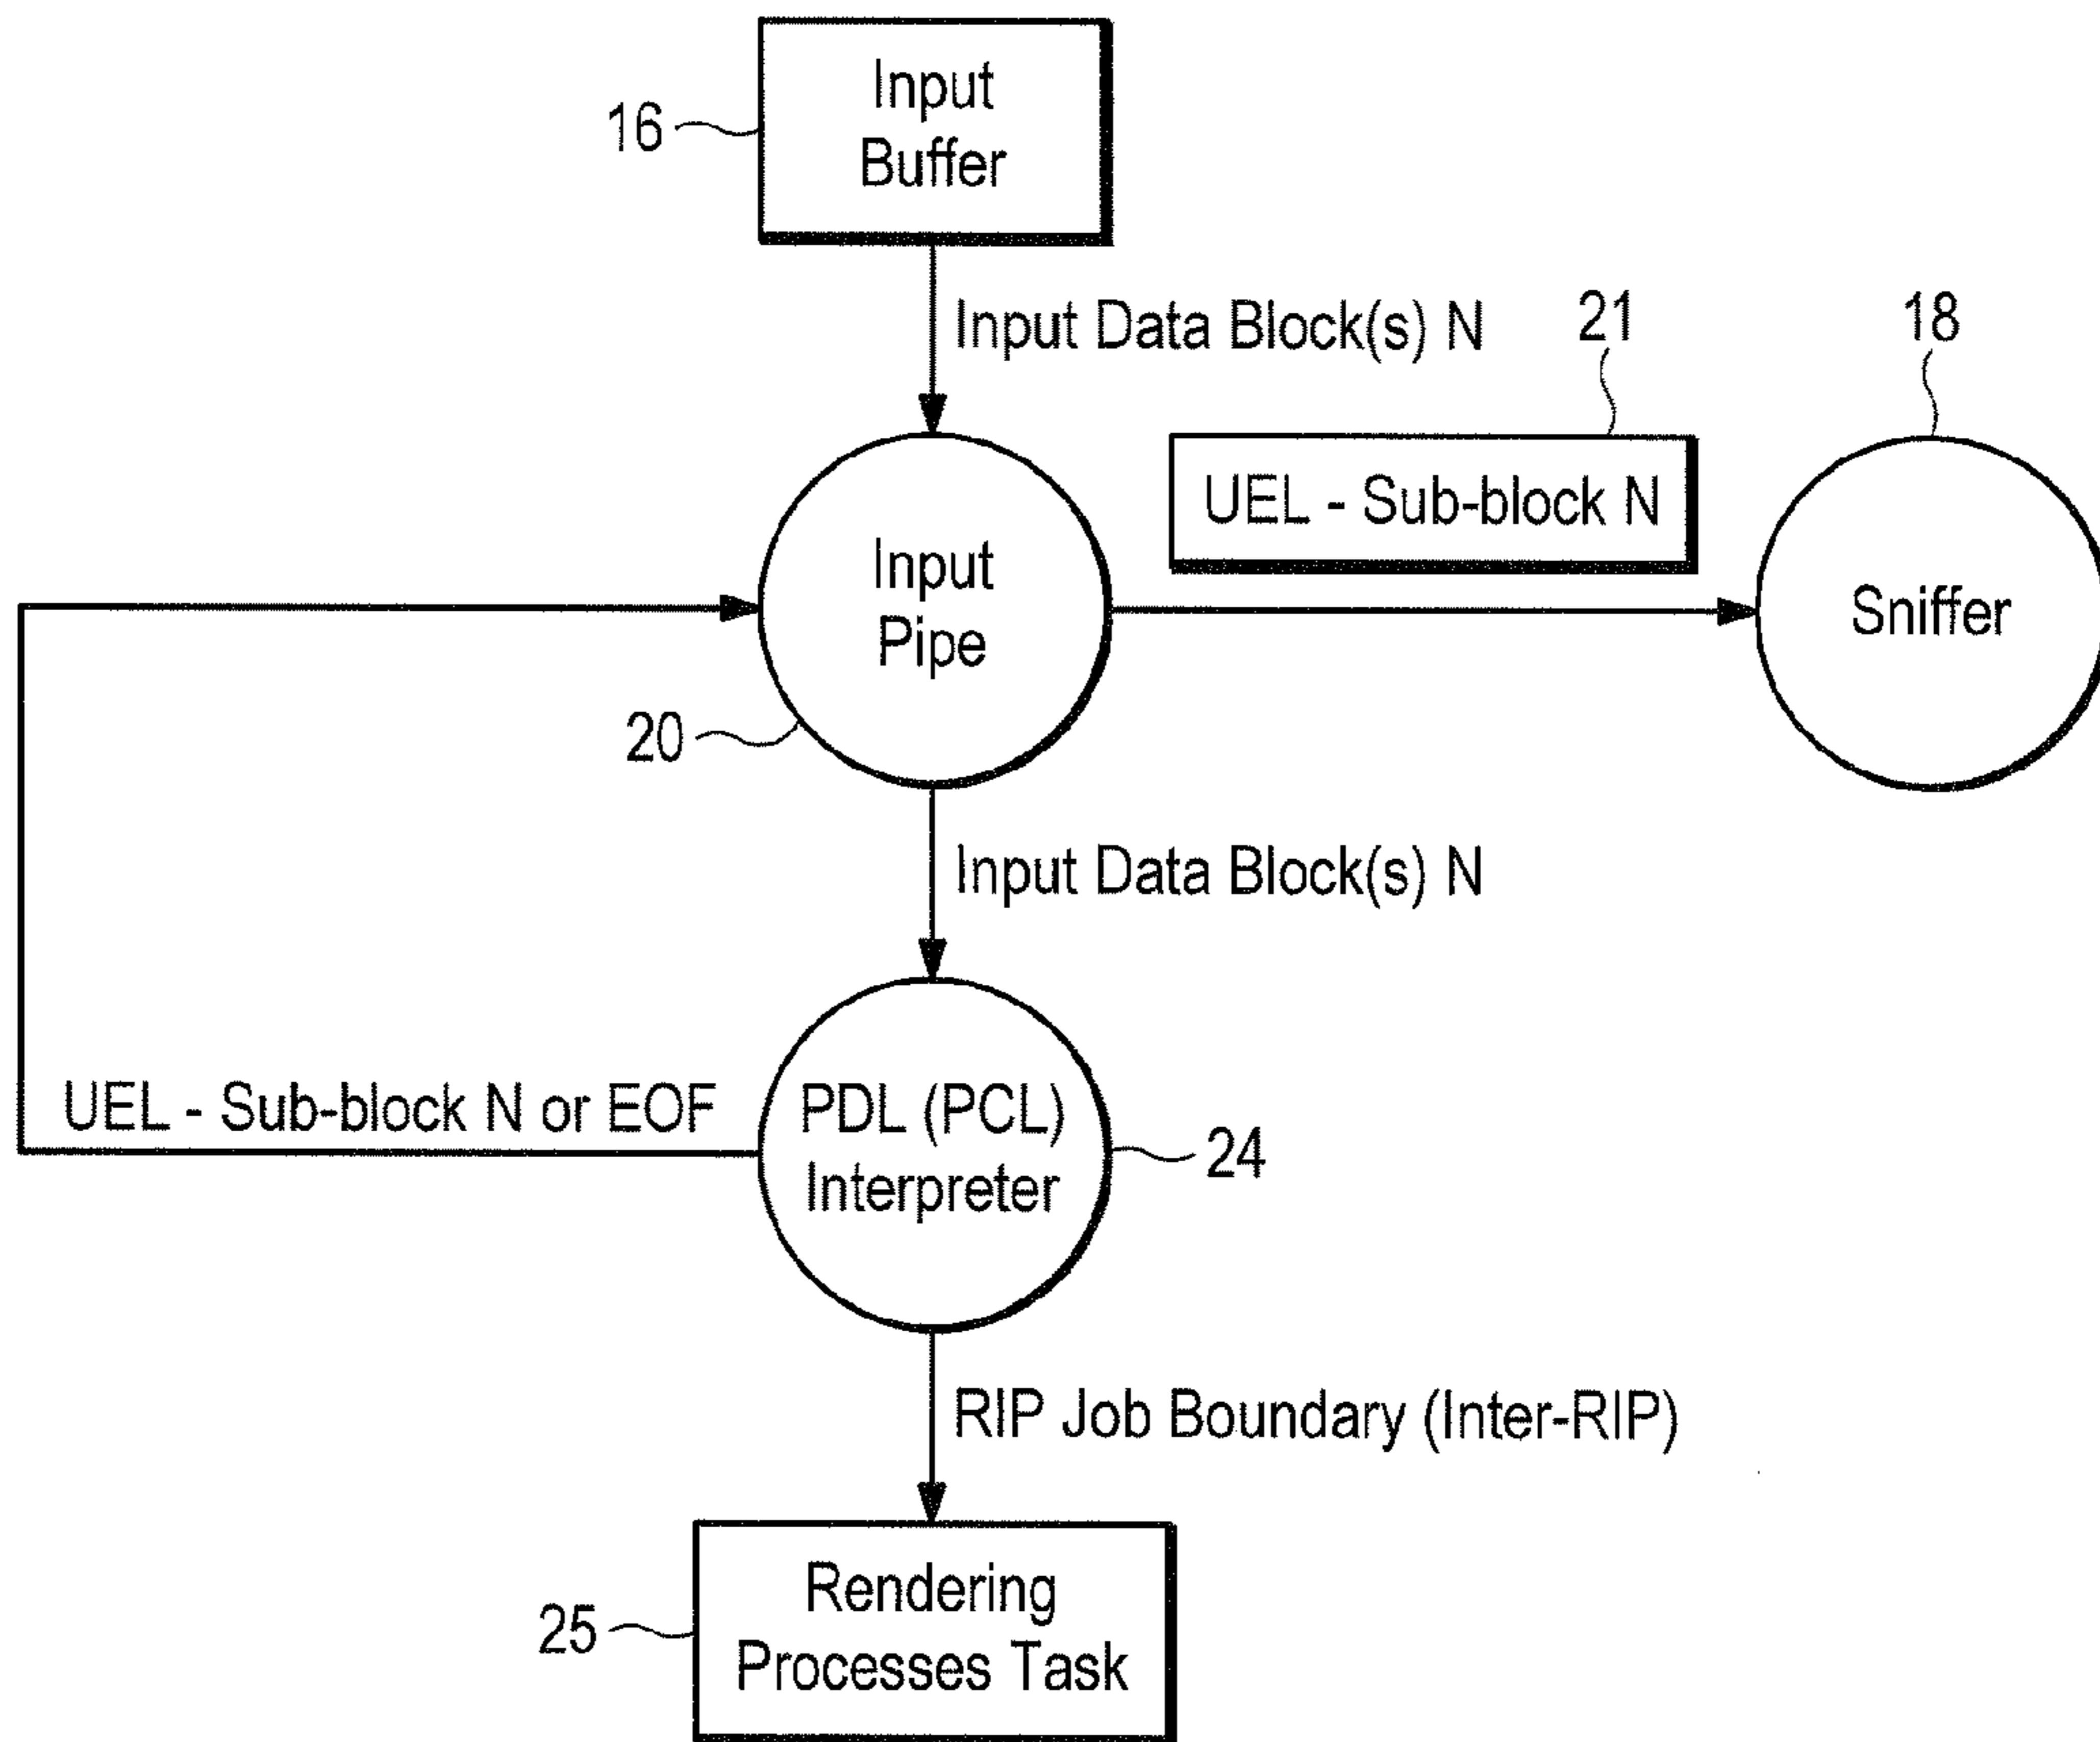 Input
Buffer
16
Input Data Block(s) N
21
18
UEL - Sub-block N
Input
Pipe
Sniffer
20
Input Data Block(s) N
UEL - Sub-block N or EOF
PDL (PCL)
Interpreter
24
RIP Job Boundary (Inter-RIP)
Rendering
Processes Task
25